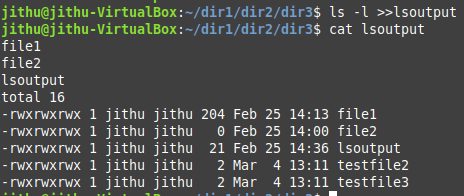 jithu@jithu-VirtualBox:~/dir1/dir2/dir3$ ls -l >>lsoutput
jithu@jithu-VirtualBox:~/dir1/dir2/dir3$ cat lsoutput
file1
file2
lsoutput
total 16
-rwxrwxrwx 1 jithu jithu 204 Feb 25 14:13 file1
-rwxrwxrwx 1 jithu jithu   0 Feb 25 14:00 file2
-rwxrwxrwx 1 jithu jithu  21 Feb 25 14:36 lsoutput
-rwxrwxrwx 1 jithu jithu   2 Mar  4 13:11 testfile2
-rwxrwxrwx 1 jithu jithu   2 Mar  4 13:11 testfile3